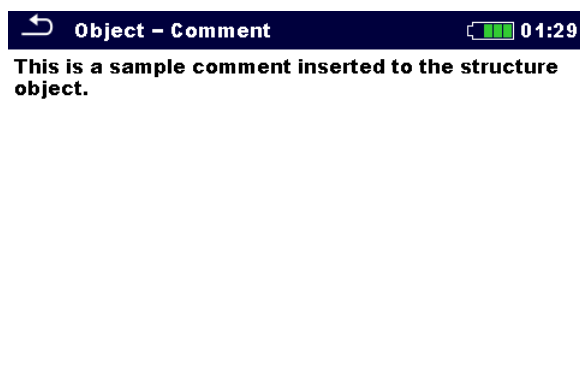 Object – Comment
01:29
This is a sample comment inserted to the structure
object.